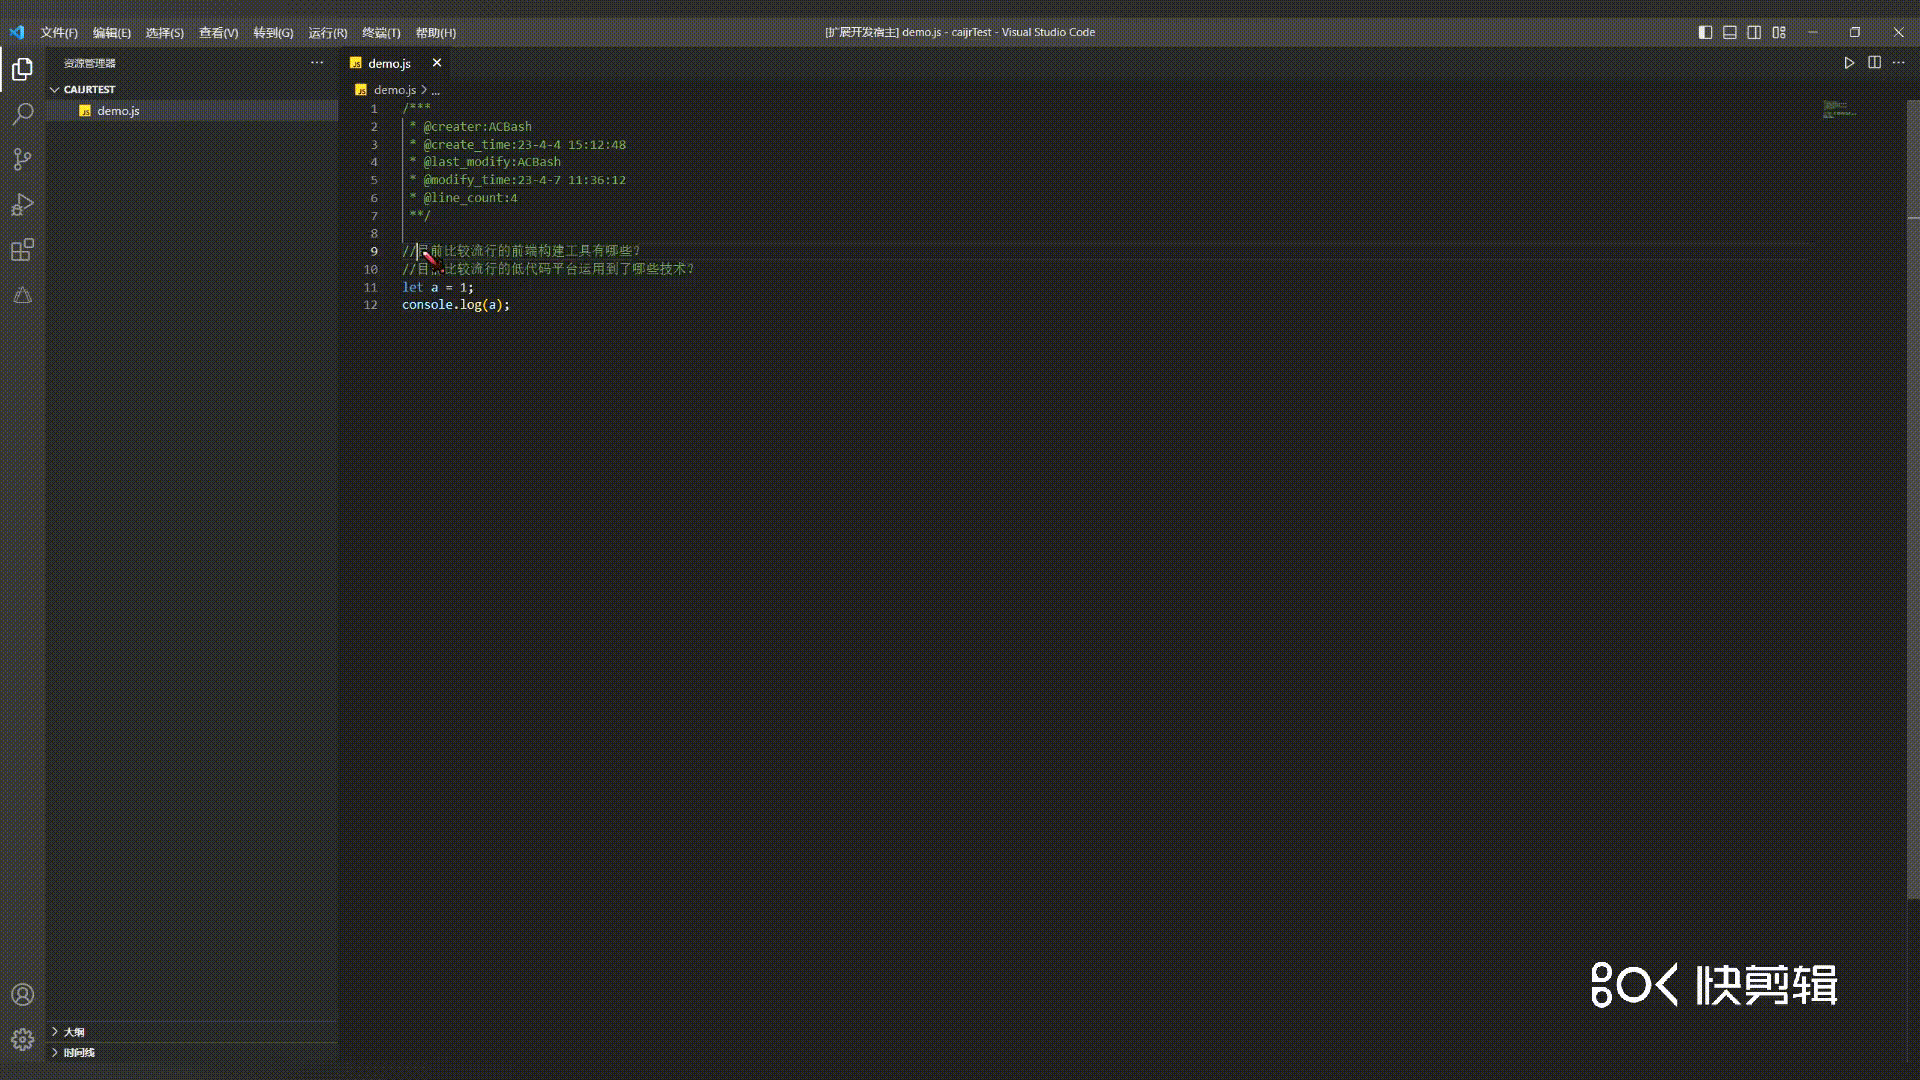 文件(F) 编辑(E) 选择(S) 查看(V) 转到(G) 运行(R) 终端(T) 帮助(H)
[扩展开发宿主] demo.js - caijrTest - Visual Studio Code
资源管理器
CAIJRTEST
demo.js
大纲
时间线
demo.js
demo.js > ...
1 /***
2 * @creater:ACBash
3 * @create_time:23-4-4 15:12:48
4 * @last_modify:ACBash
5 * @modify_time:23-4-7 11:36:12
6 * @line_count:4
7 **/
8
9 //目前比较流行的前端构建工具有哪些?
10 //目前比较流行的低代码平台运用到了哪些技术?
11 let a = 1;
12 console.log(a);
快剪辑